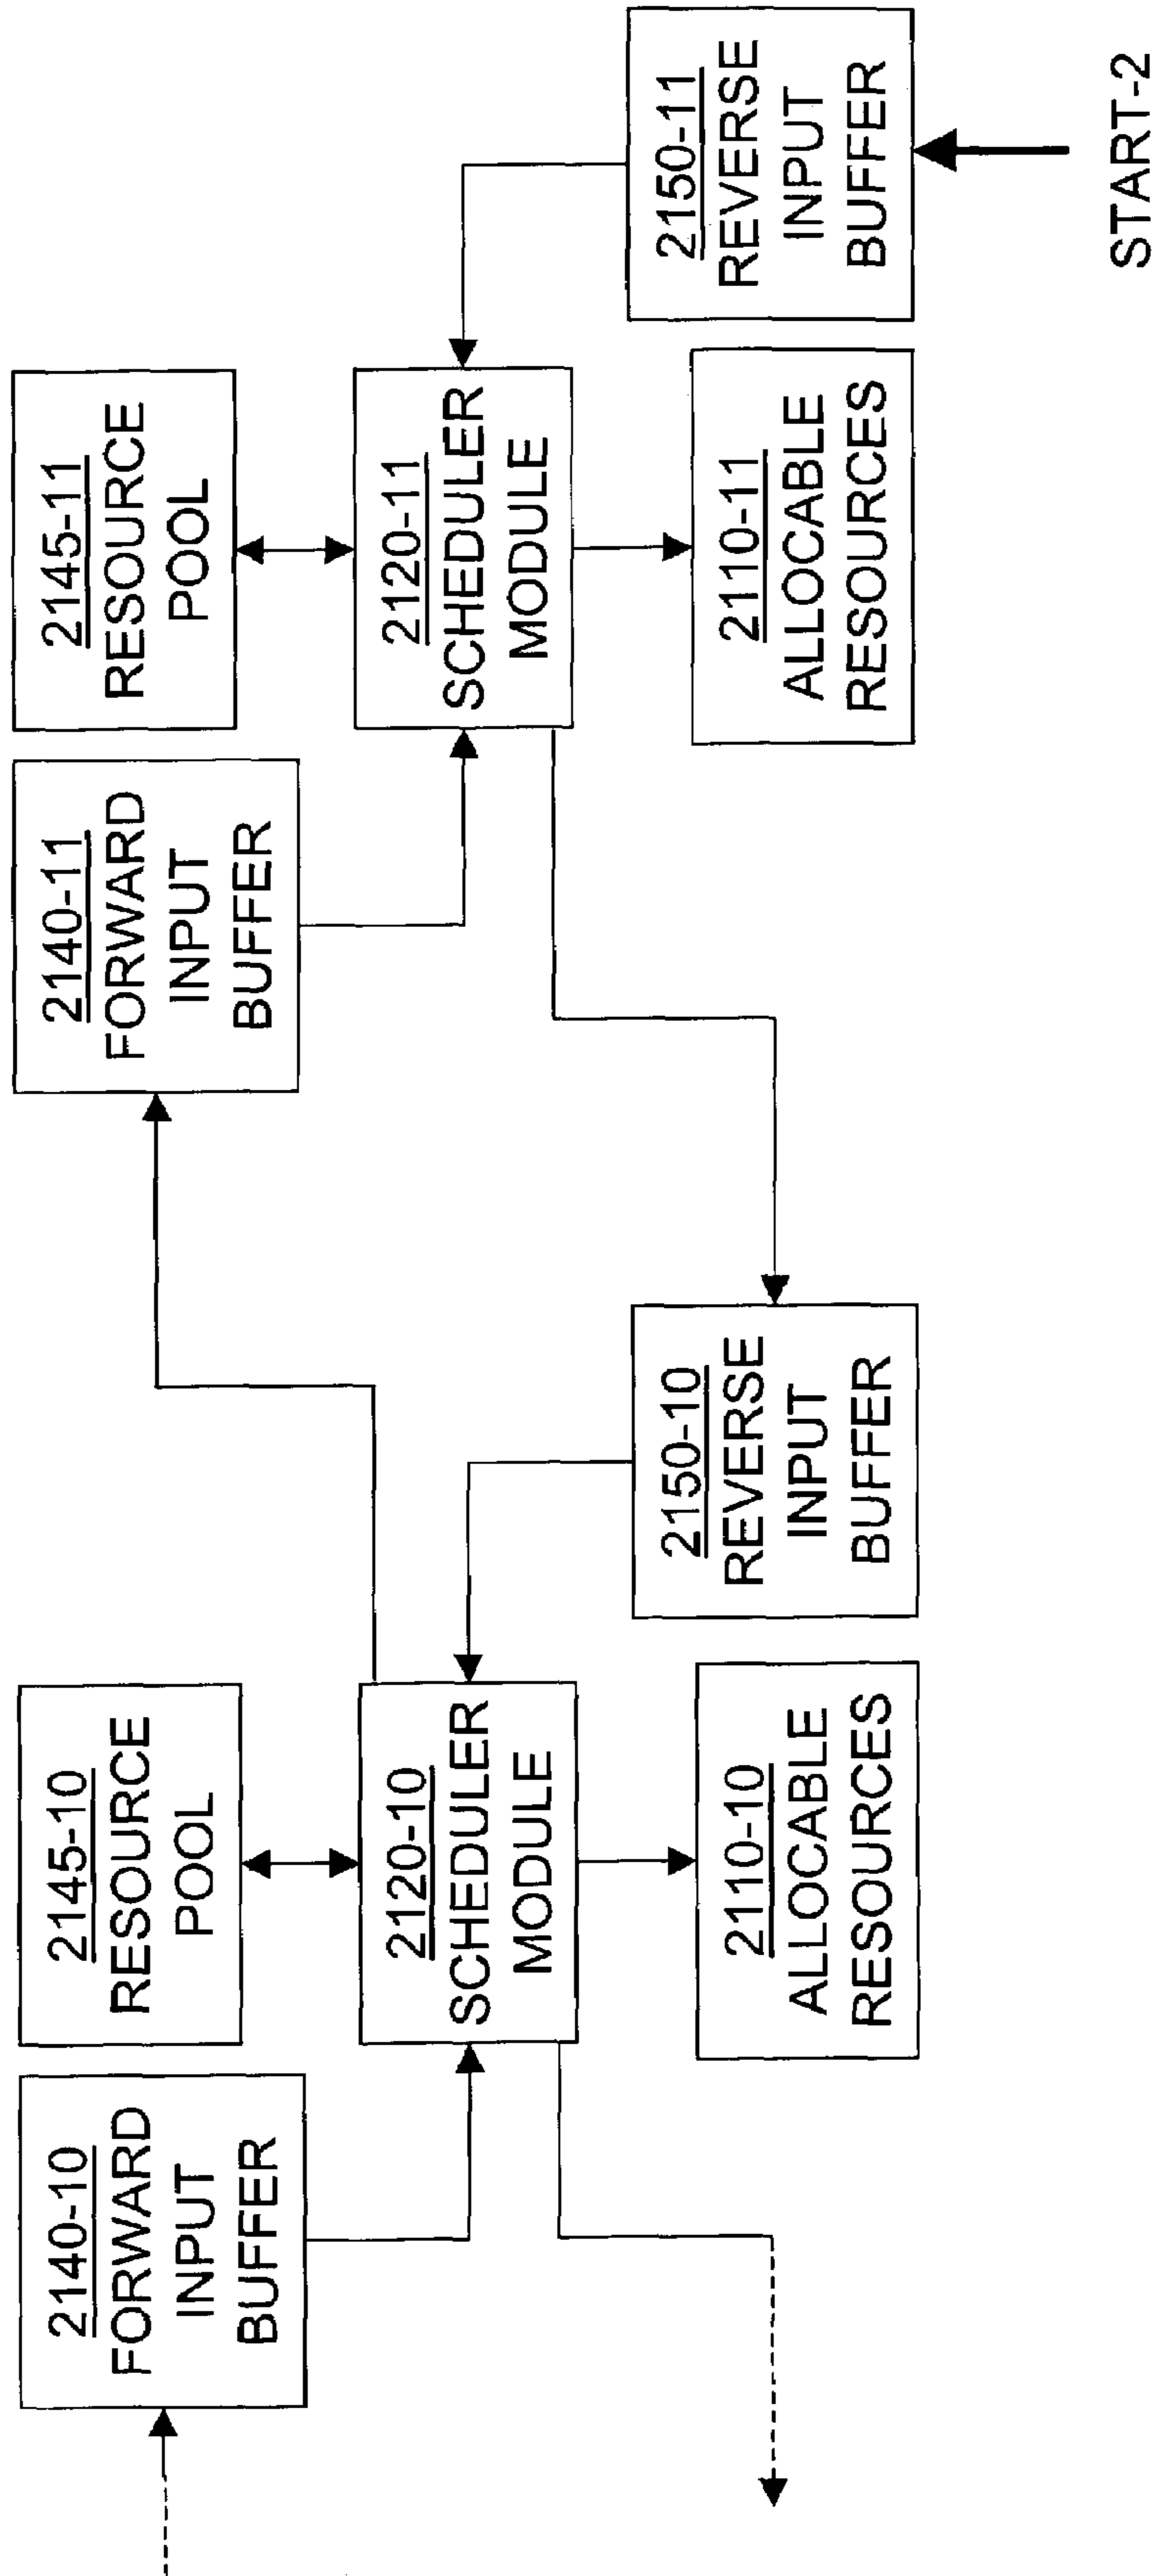 2140-10
FORWARD
INPUT
BUFFER
2145-10
RESOURCE
POOL
2120-10
SCHEDULER
MODULE
2110-10
ALLOCABLE
RESOURCES
2150-10
REVERSE
INPUT
BUFFER
2140-11
FORWARD
INPUT
BUFFER
2145-11
RESOURCE
POOL
2120-11
SCHEDULER
MODULE
2110-11
ALLOCABLE
RESOURCES
2150-11
REVERSE
INPUT
BUFFER
START-2